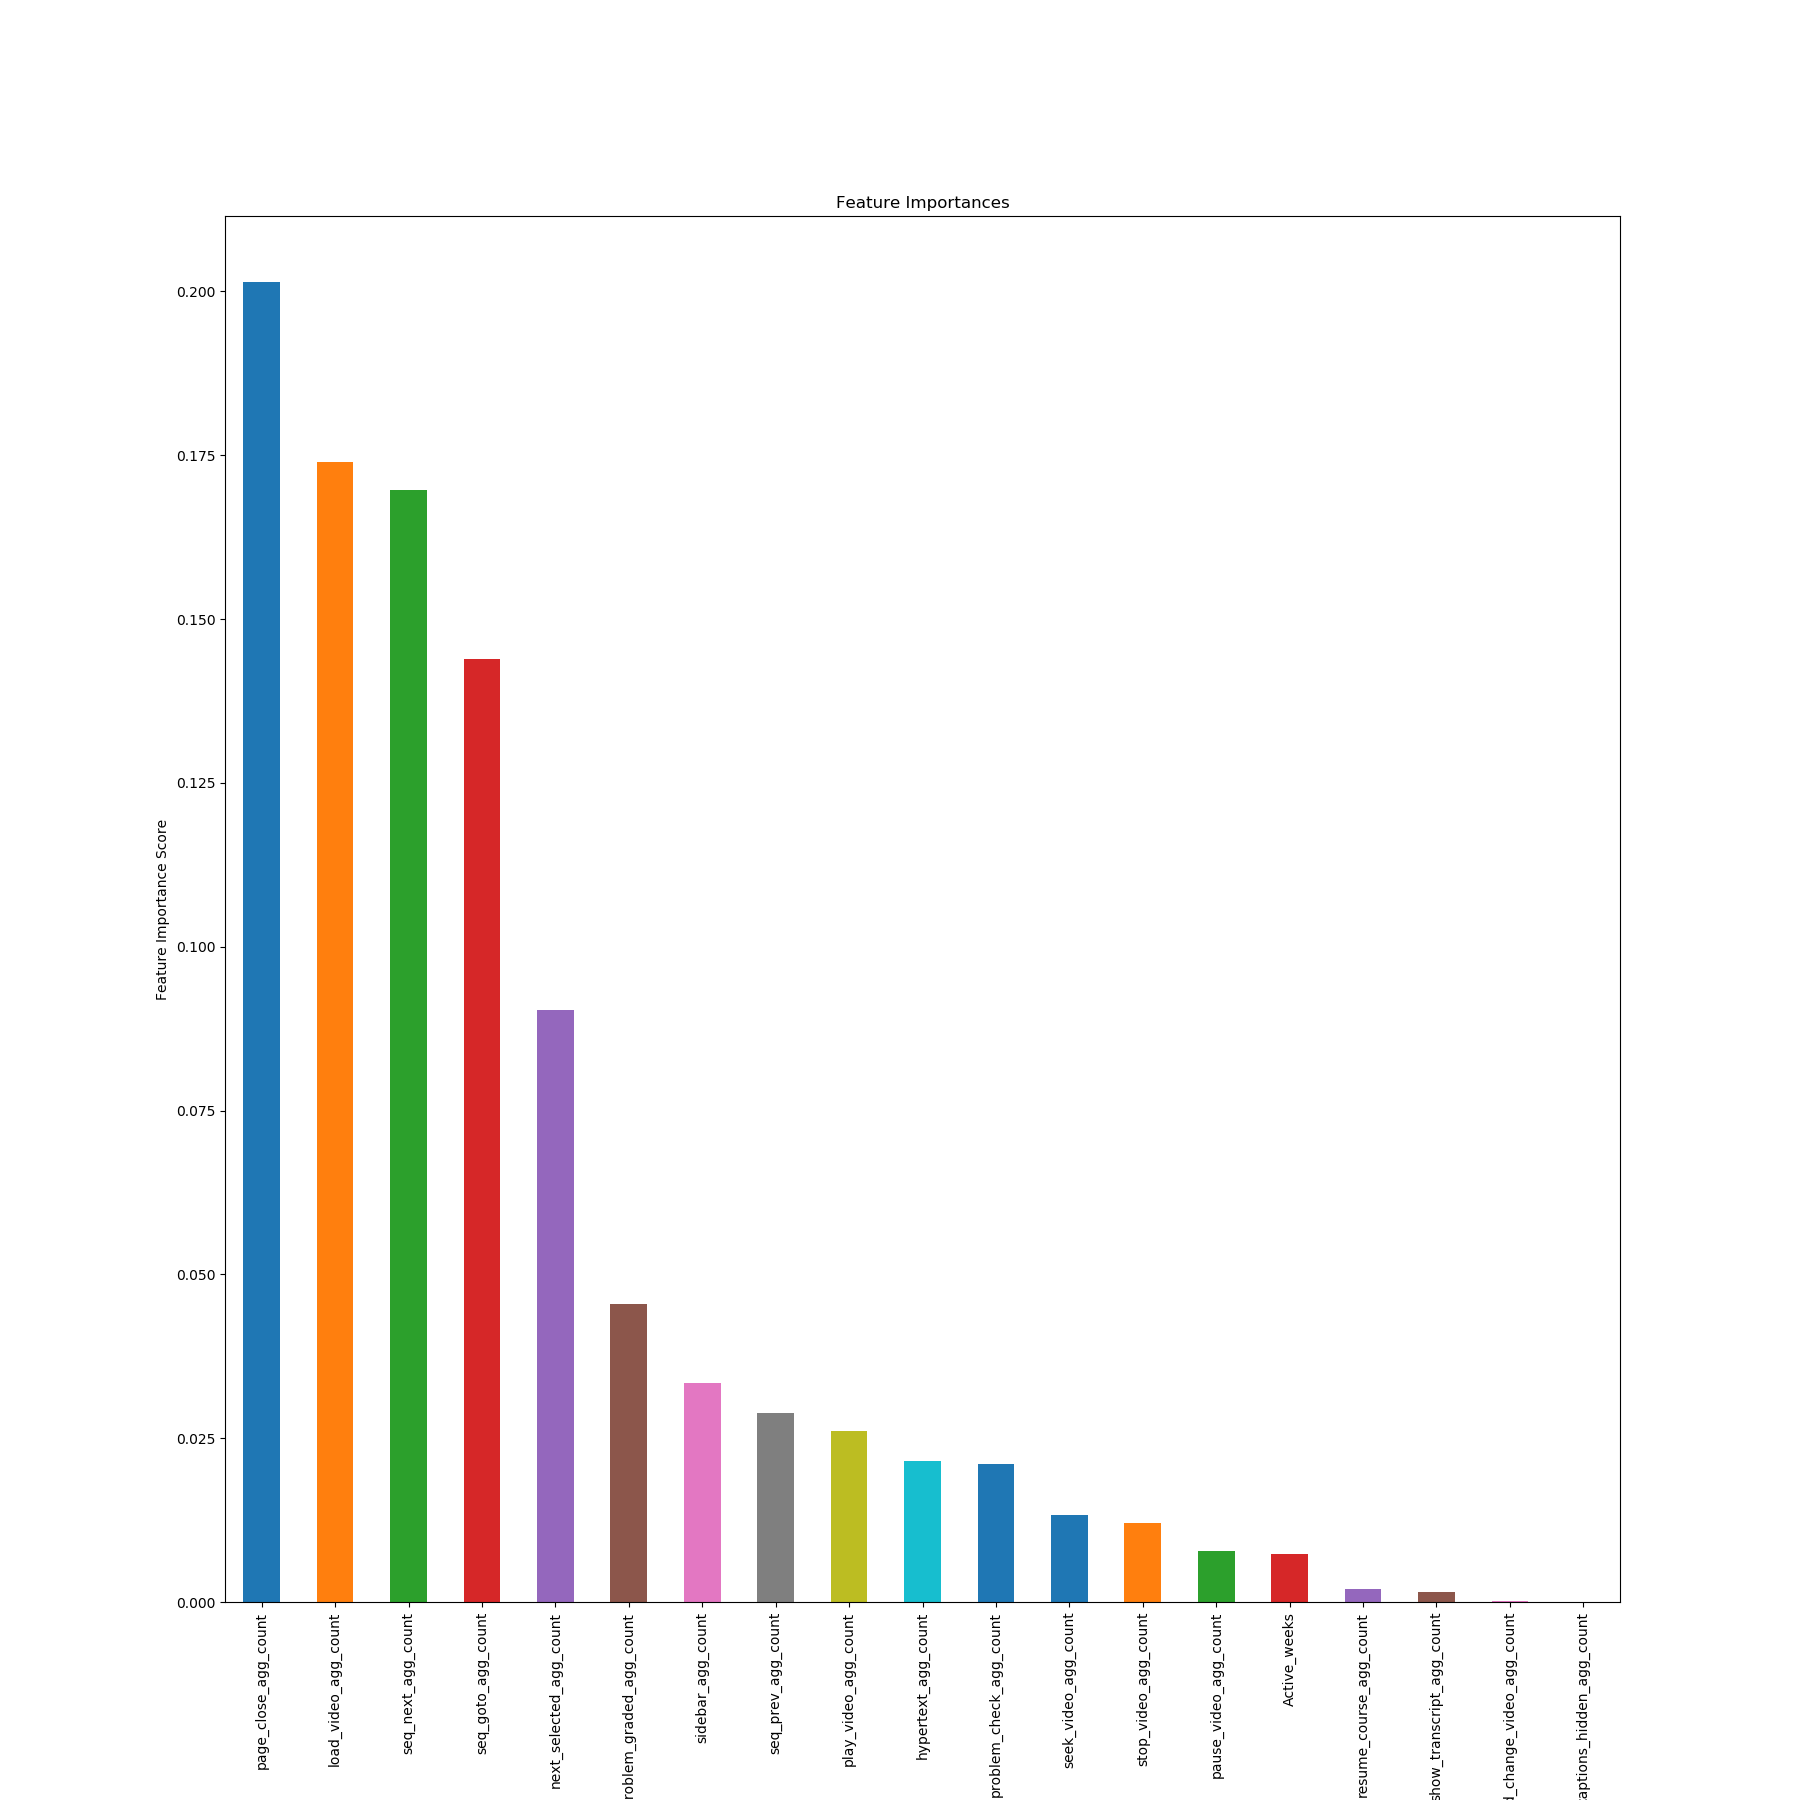 Feature Importances
Feature Importance Score
0.200
0.175
0.150
0.125
0.100
0.075
0.050
0.025
0.000
page_close_agg_count
load_video_agg_count
seq_next_agg_count
seq_goto_agg_count
next_selected_agg_count
roblem_graded_agg_count
sidebar_agg_count
seq_prev_agg_count
play_video_agg_count
hypertext_agg_count
problem_check_agg_count
seek_video_agg_count
stop_video_agg_count
pause_video_agg_count
Active_weeks
resume_course_agg_count
show_transcript_agg_count
d_change_video_agg_count
captions_hidden_agg_count